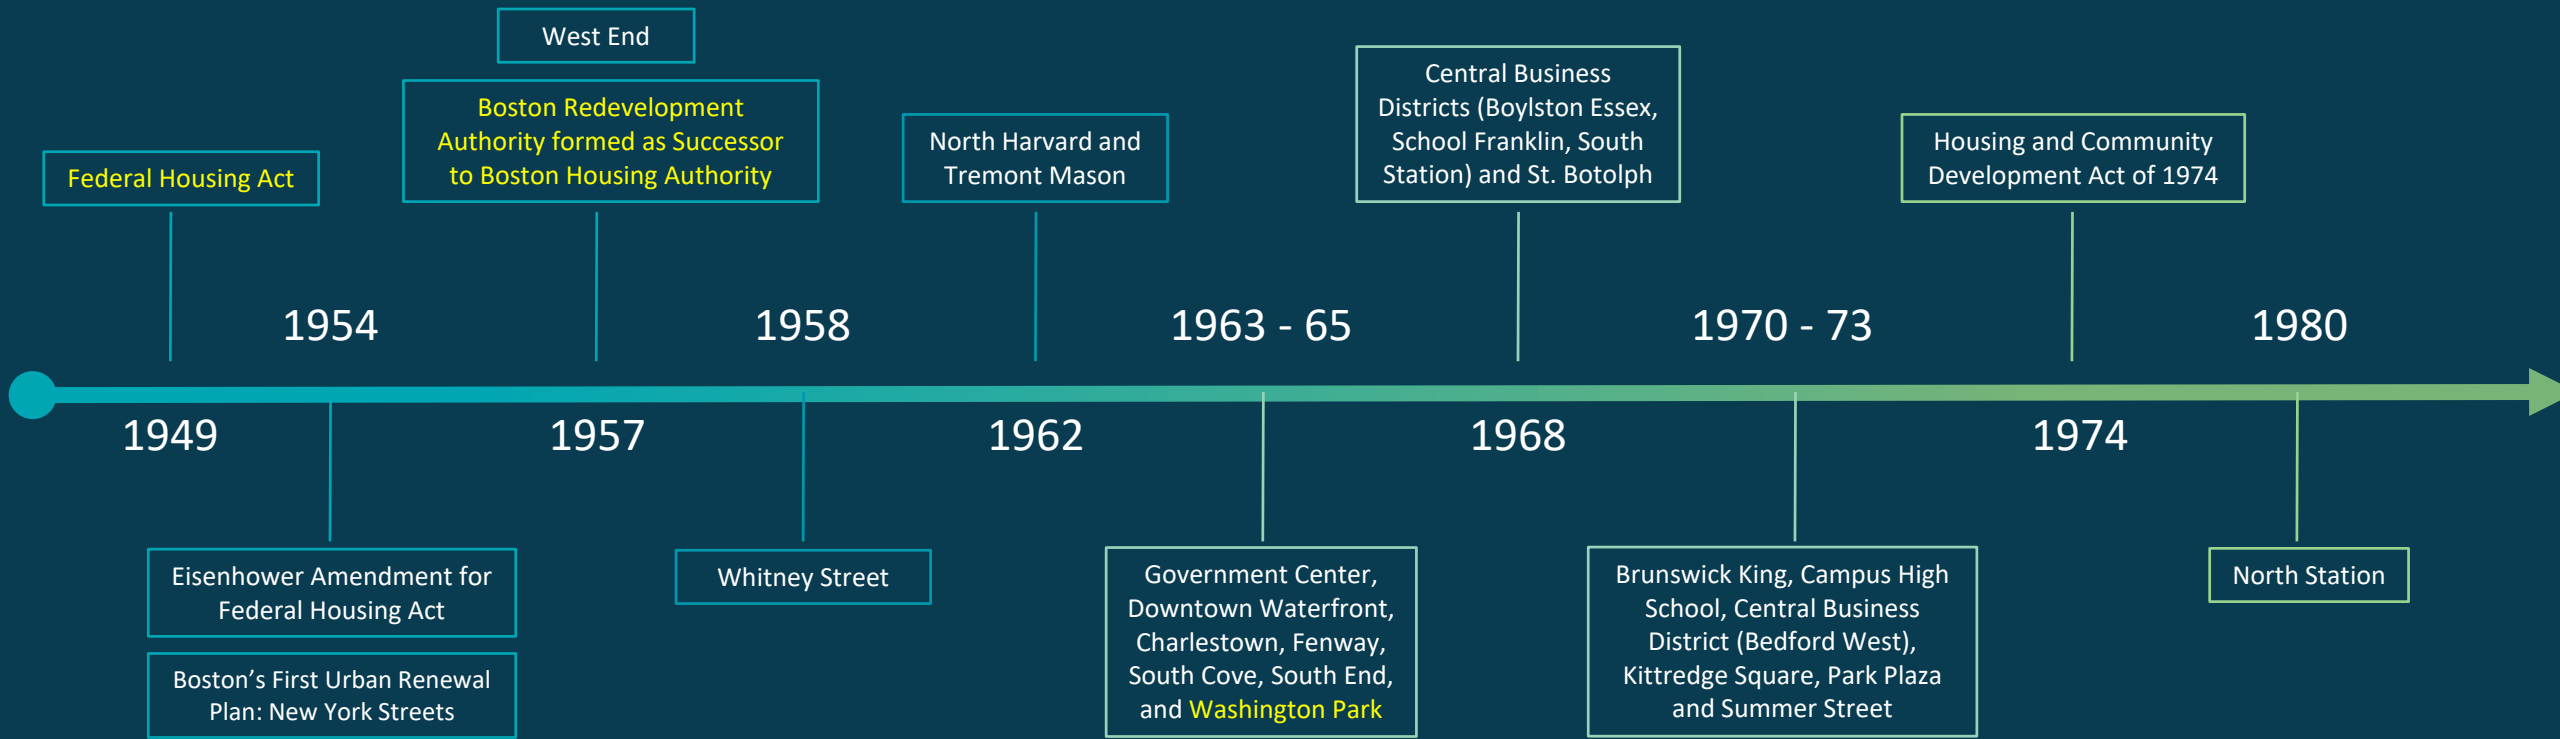 West End
Boston Redevelopment
Authority formed as Successor
to Boston Housing Authority
Federal Housing Act
North Harvard and
Tremont Mason
Central Business
Districts (Boylston Essex,
School Franklin, South
Station) and St. Botolph
Housing and Community
Development Act of 1974
1954
1958
1963 - 65
1970 - 73
1980
1949
1957
1962
1968
1974
Eisenhower Amendment for
Federal Housing Act
Boston’s First Urban Renewal
Plan: New York Streets
Whitney Street
Government Center,
Downtown Waterfront,
Charlestown, Fenway,
South Cove, South End,
and Washington Park
Brunswick King, Campus High
School, Central Business
District (Bedford West),
Kittredge Square, Park Plaza
and Summer Street
North Station